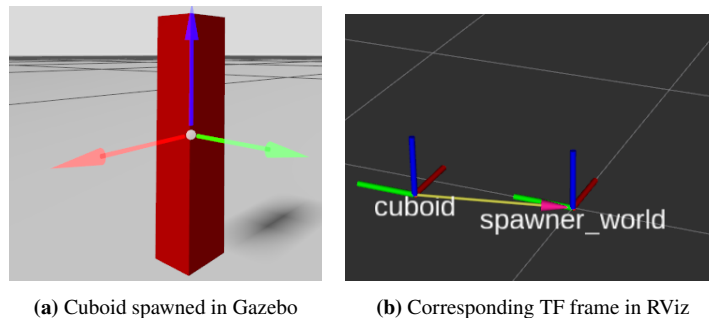 cuboid
spawner_world
(a) Cuboid spawned in Gazebo
(b) Corresponding TF frame in RViz